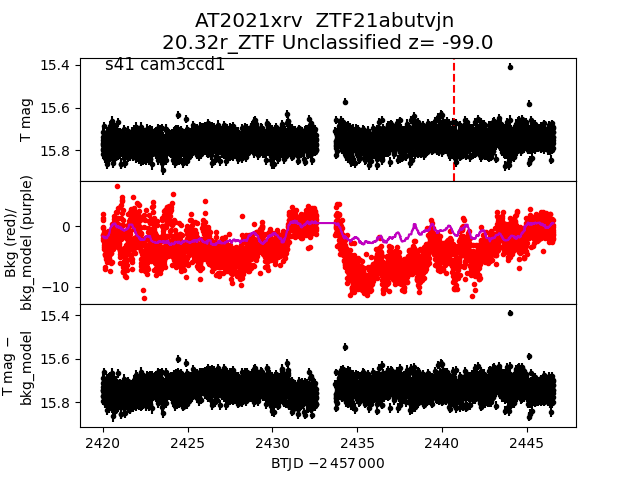 AT2021xrv  ZTF21abutvjn
20.32r_ZTF Unclassified z= -99.0
s41 cam3ccd1
15.4
15.6
15.8
T mag
0
−10
Bkg (red)/
bkg_model (purple)
15.4
15.6
15.8
T mag −
bkg_model
2420
2425
2430
2435
2440
2445
BTJD −2 457 000